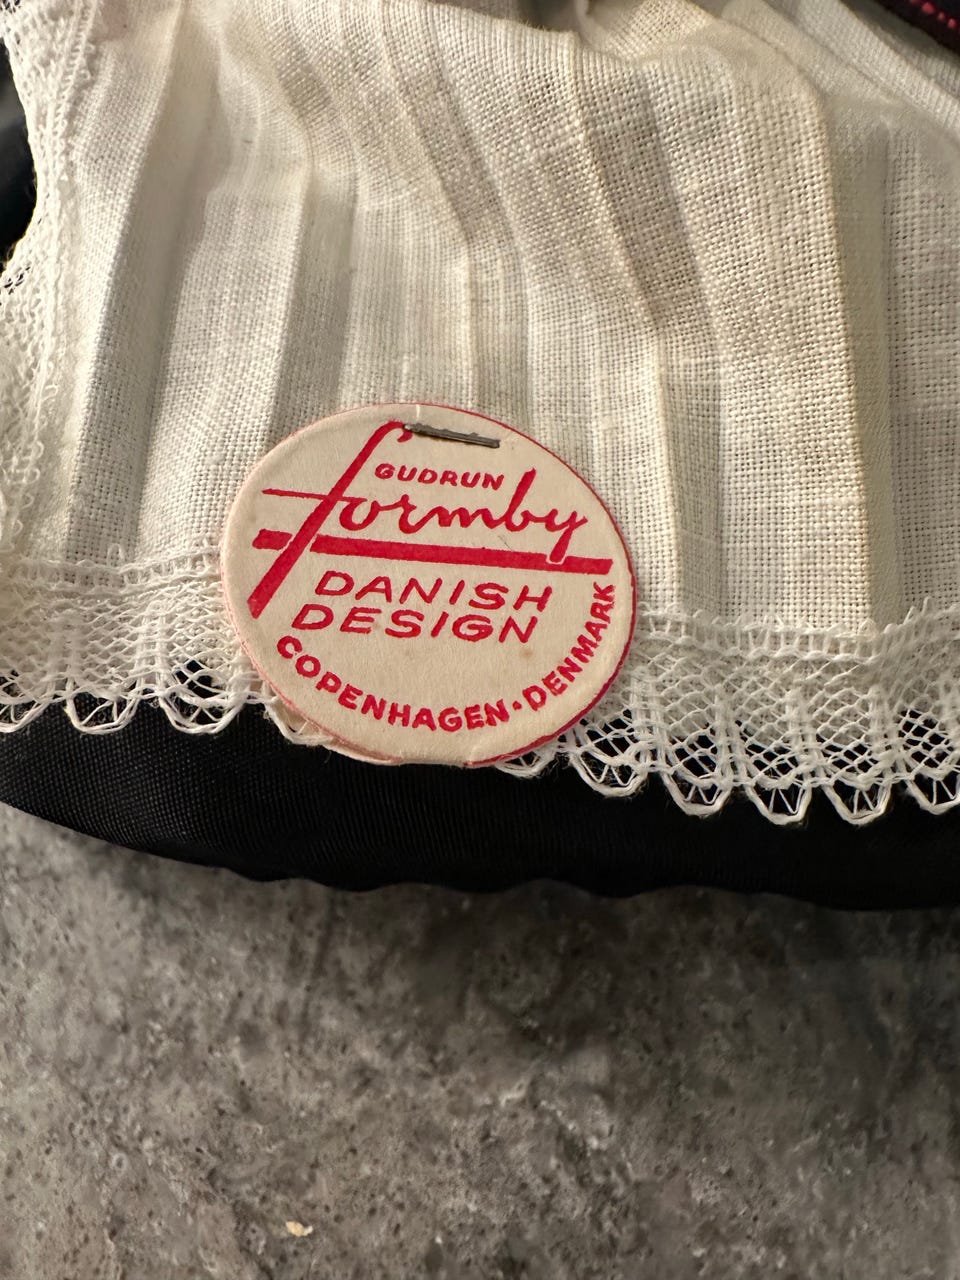 GUDRUN
formby
DANISH
DESIGN
COPENHAGEN·DENMARK